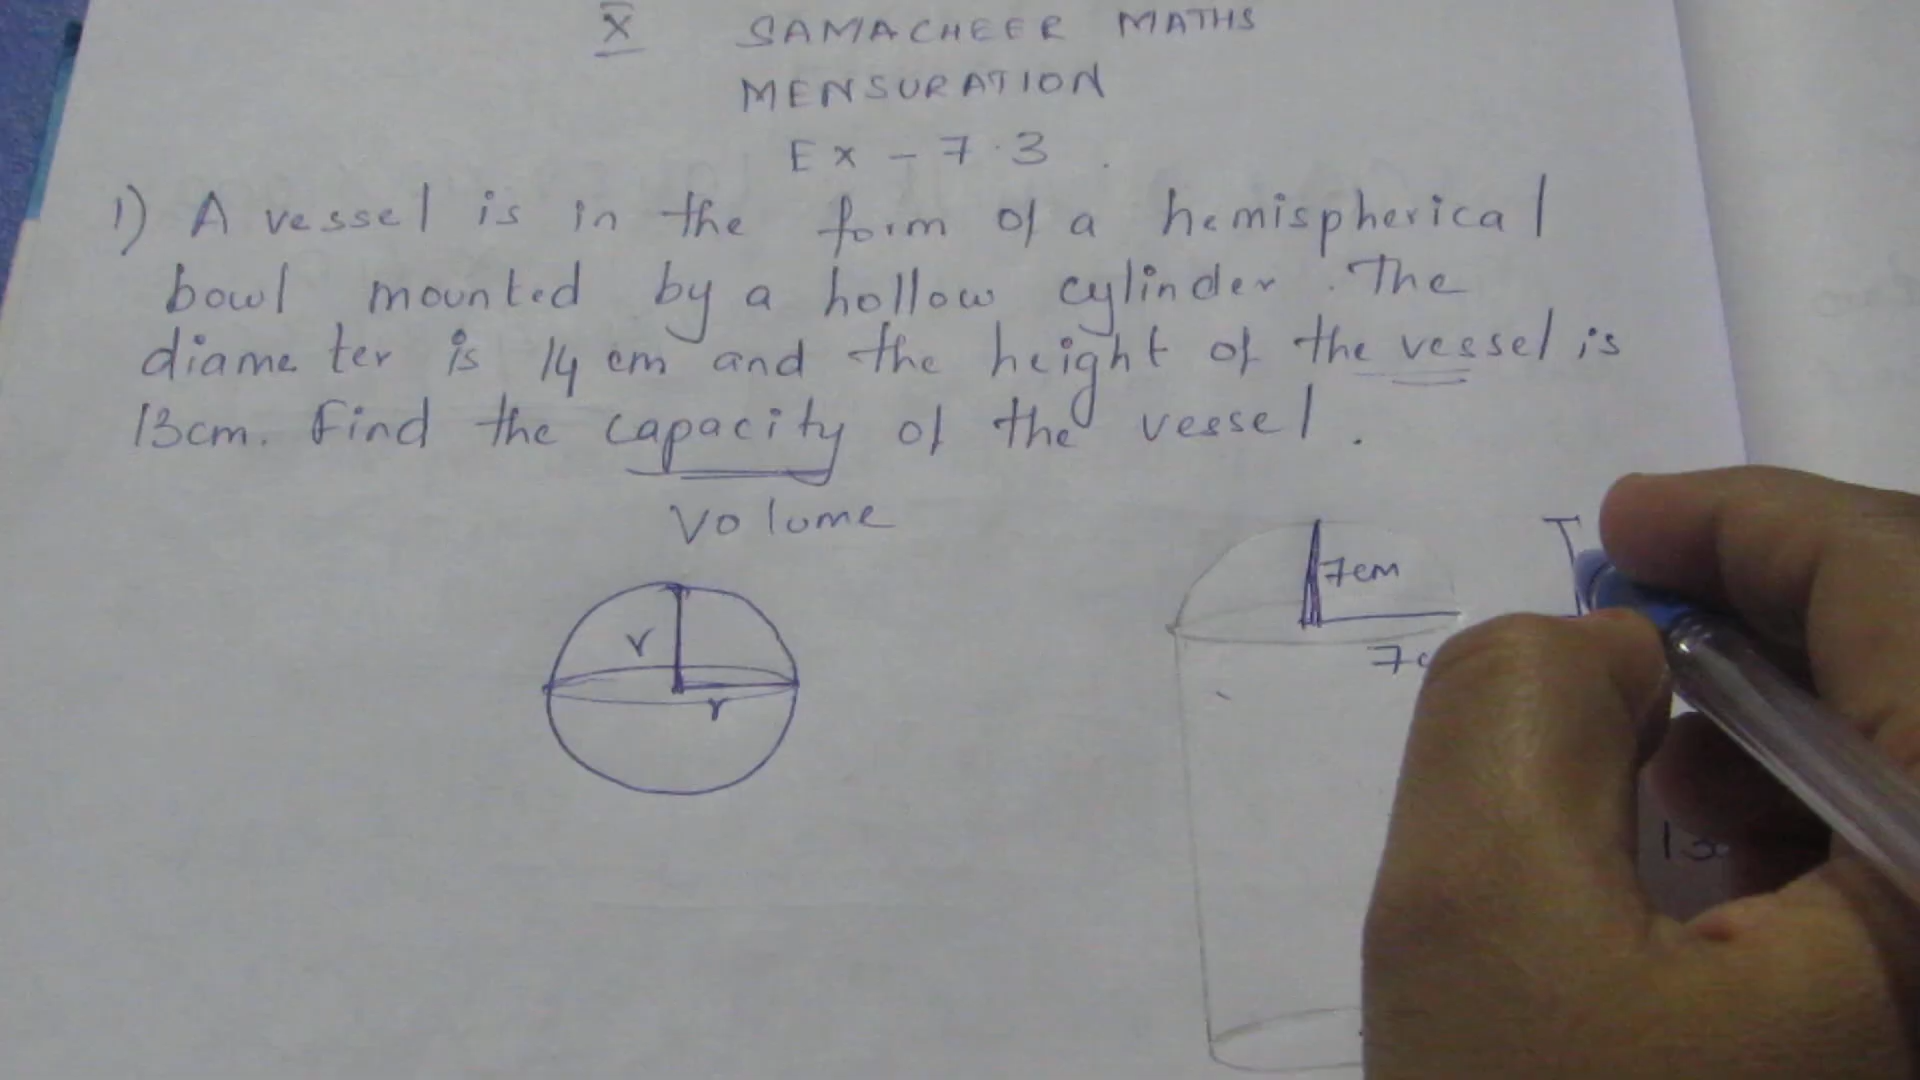 X SAMACHEER MATHS
MENSURATION
Ex - 7.3
1) A vessel is in the form of a hemispherical
bowl mounted by a hollow cylinder. The
diameter is 14 cm and the height of the vessel is
13cm. Find the capacity of the vessel.
Volume
7cm
r
r